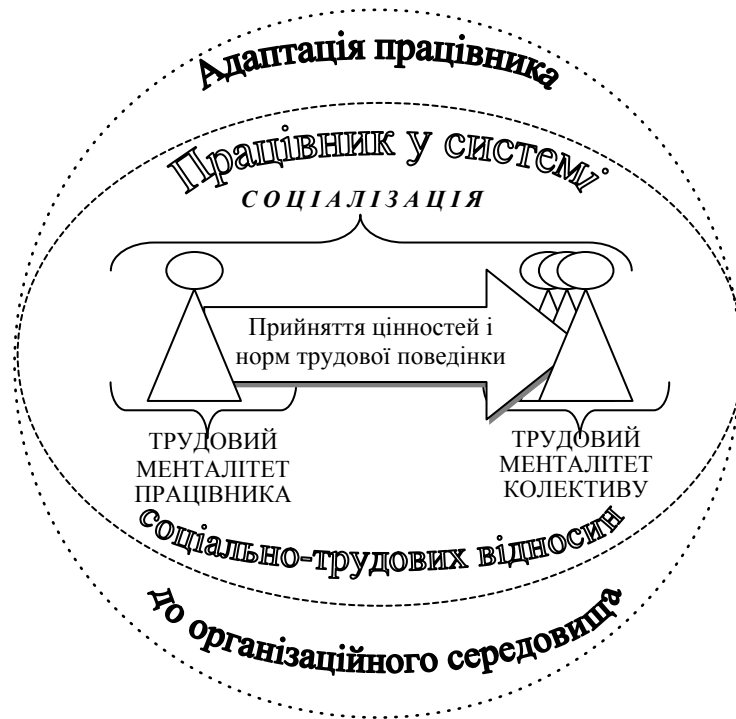 Адаптація працівника
Працівник у системі
СОЦІАЛІЗАЦІЯ
Прийняття цінностей і
норм трудової поведінки
ТРУДОВИЙ
МЕНТАЛІТЕТ
ПРАЦІВНИКА
ТРУДОВИЙ
МЕНТАЛІТЕТ
КОЛЕКТИВУ
соціально-трудових відносин
до організаційного середовища